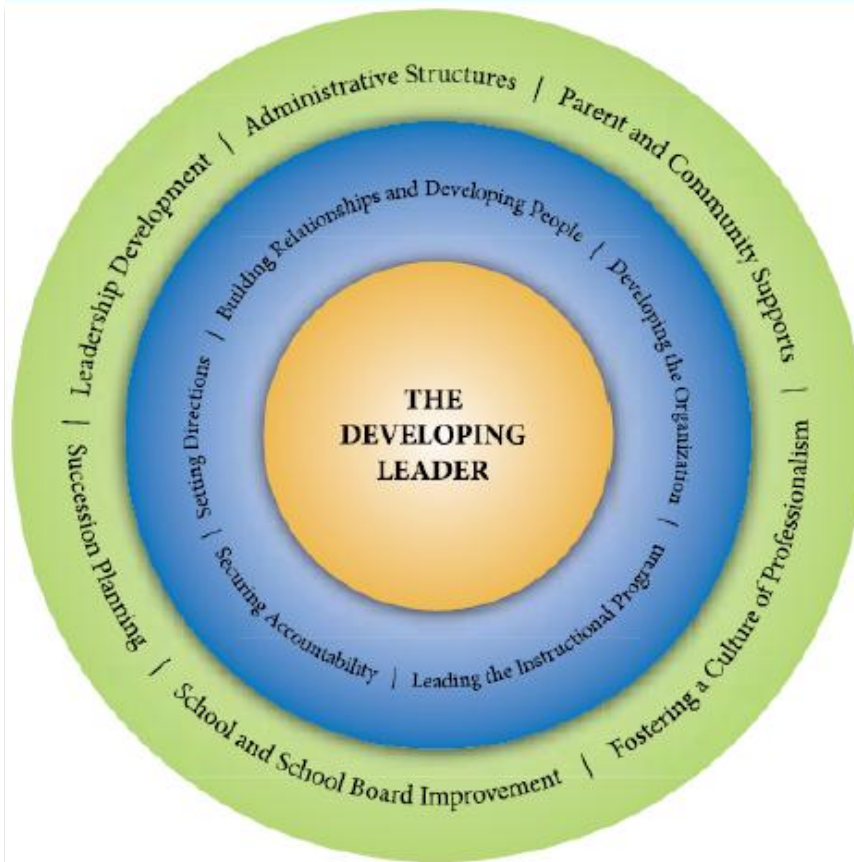 Leadership Development | Administrative Structures | Parent and Community Supports |
Fostering a Culture of Professionalism | School and School Board Improvement | Succession Planning |
Setting Directions | Building Relationships and Developing People | Developing the Organization |
Leading the Instructional Program | Securing Accountability |
THE
DEVELOPING
LEADER